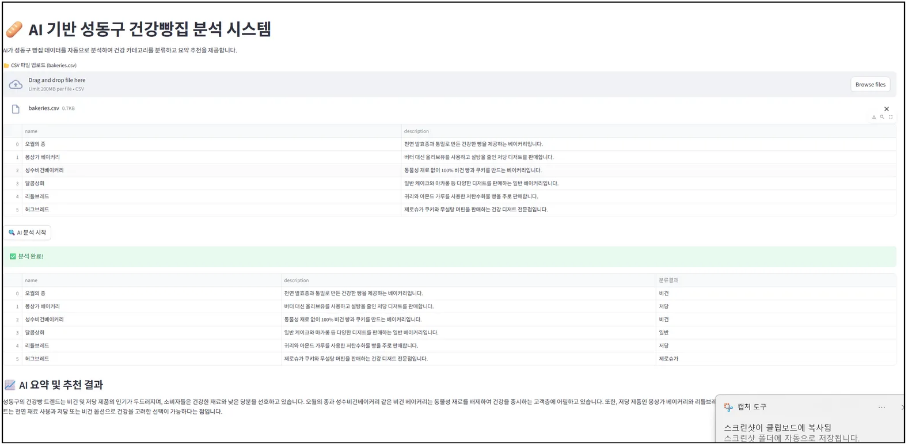 AI 기반 성동구 건강빵집 분석 시스템
AI가 성동구 빵집 데이터를 자동으로 분석하여 건강 카테고리를 분류하고 요약 추천을 제공합니다.
CSV 파일 업로드 (bakeries.csv)
Drag and drop file here
Limit 200MB per file • CSV
Browse files
bakeries.csv 0.7KB
name description
0 오월의 종 천연 발효종과 통밀로 만든 건강한 빵을 제공하는 베이커리입니다.
1 몽상가 베이커리 버터 대신 올리브유를 사용하고 설탕을 줄인 저당 디저트를 판매합니다.
2 성수비건베이커리 동물성 재료 없이 100% 비건 빵과 쿠키를 만드는 베이커리입니다.
3 달콤상회 일반 케이크와 마카롱 등 다양한 디저트를 판매하는 일반 베이커리입니다.
4 리틀브레드 귀리와 아몬드 가루를 사용한 저탄수화물 빵을 주로 판매합니다.
5 허그브레드 제로슈가 쿠키와 무설탕 머핀을 판매하는 건강 디저트 전문점입니다.
AI 분석 시작
분석 완료!
name description 분류결과
0 오월의 종 천연 발효종과 통밀로 만든 건강한 빵을 제공하는 베이커리입니다. 비건
1 몽상가 베이커리 버터 대신 올리브유를 사용하고 설탕을 줄인 저당 디저트를 판매합니다. 저당
2 성수비건베이커리 동물성 재료 없이 100% 비건 빵과 쿠키를 만드는 베이커리입니다. 비건
3 달콤상회 일반 케이크와 마카롱 등 다양한 디저트를 판매하는 일반 베이커리입니다. 일반
4 리틀브레드 귀리와 아몬드 가루를 사용한 저탄수화물 빵을 주로 판매합니다. 저당
5 허그브레드 제로슈가 쿠키와 무설탕 머핀을 판매하는 건강 디저트 전문점입니다. 제로슈가
AI 요약 및 추천 결과
성동구의 건강빵 트렌드는 비건 및 저당 제품의 인기가 두드러지며, 소비자들은 건강한 재료와 낮은 당분을 선호하고 있습니다. 오월의 종과 성수비건베이커리 같은 비건 베이커리는 동물성 재료를 배제하여 건강을 중시하는 고객층에 어필하고 있습니다. 또한, 저당 제품인 몽상가 베이커리와 리틀브
트는 천연 재료 사용과 저당 또는 비건 옵션으로 건강을 고려한 선택이 가능하다는 점입니다.
캡처 도구
스크린샷이 클립보드에 복사됨
스크린샷 폴더에 자동으로 저장됩니다.